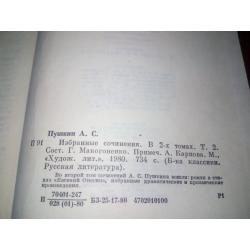 Пушкин А. С.
П 91 Избранные сочинения. В 2-х томах. Т. 2.
Сост. Г. Макогоненко. Примеч. А. Карпова. М.,
«Худож. лит.», 1980. 734 с. (Б-ка классики.
Русская литература).
Во второй том сочинений А. С. Пушкина вошли: роман в стихах
«Евгений Онегин», избранные драматические и прозаические
произведения.
70401-247
П БЗ-25-17-80 4702010100 Р1
028 (01)-80